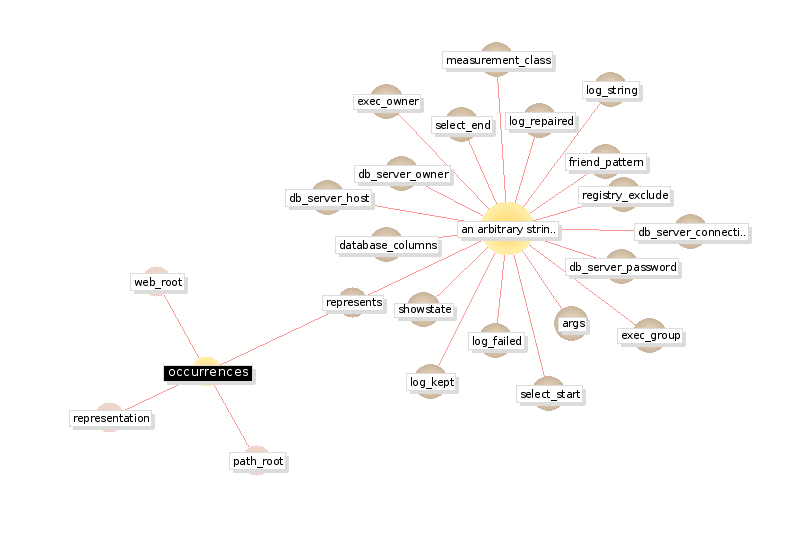 measurement_class
log_string
exec_owner
log_repaired
select_end
friend_pattern
db_server_owner
registry_exclude
db_server_host
an arbitrary strin..
db_server_connecti..
database_columns
db_server_password
web_root
represents
showstate
args
exec_group
log_failed
occurrences
log_kept
select_start
representation
path_root